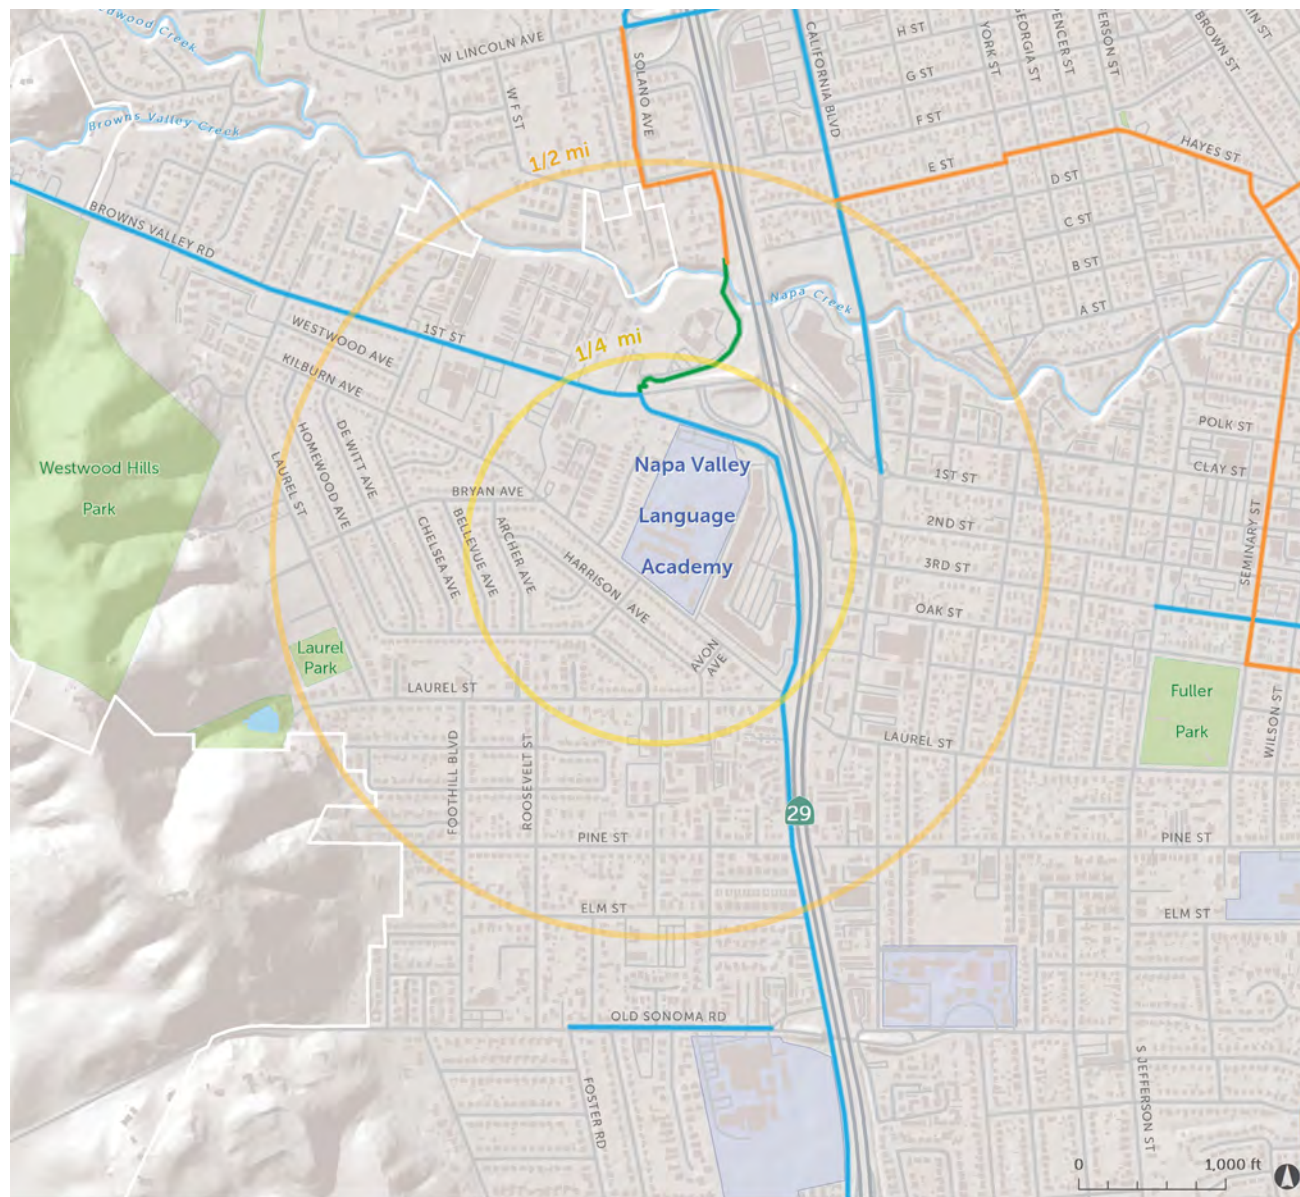 W LINCOLN AVE
SOLANO AVE
CALIFORNIA BLVD
H ST
YORK ST
GEORGIA ST
BROWN ST
G ST
W F ST
F ST
Browns Valley Creek
HAYES ST
1/2 mi
E ST
D ST
BROWNS VALLEY RD
C ST
B ST
Napa Creek
A ST
WESTWOOD AVE
1ST ST
1/4 mi
KILBURN AVE
POLK ST
DE WITT AVE
HOMEWOOD AVE
LAUREL ST
Westwood Hills
Park
Napa Valley
Language
Academy
CLAY ST
1ST ST
BRYAN AVE
2ND ST
CHELSEA AVE
BELLEVUE AVE
ARCHER AVE
HARRISON AVE
3RD ST
SEMINARY ST
OAK ST
Laurel
Park
AVON
AVE
LAUREL ST
Fuller
Park
WILSON ST
LAUREL ST
FOOTHILL BLVD
ROOSEVELT ST
29
PINE ST
PINE ST
ELM ST
ELM ST
OLD SONOMA RD
FOSTER RD
S JEFFERSON ST
0
1,000 ft